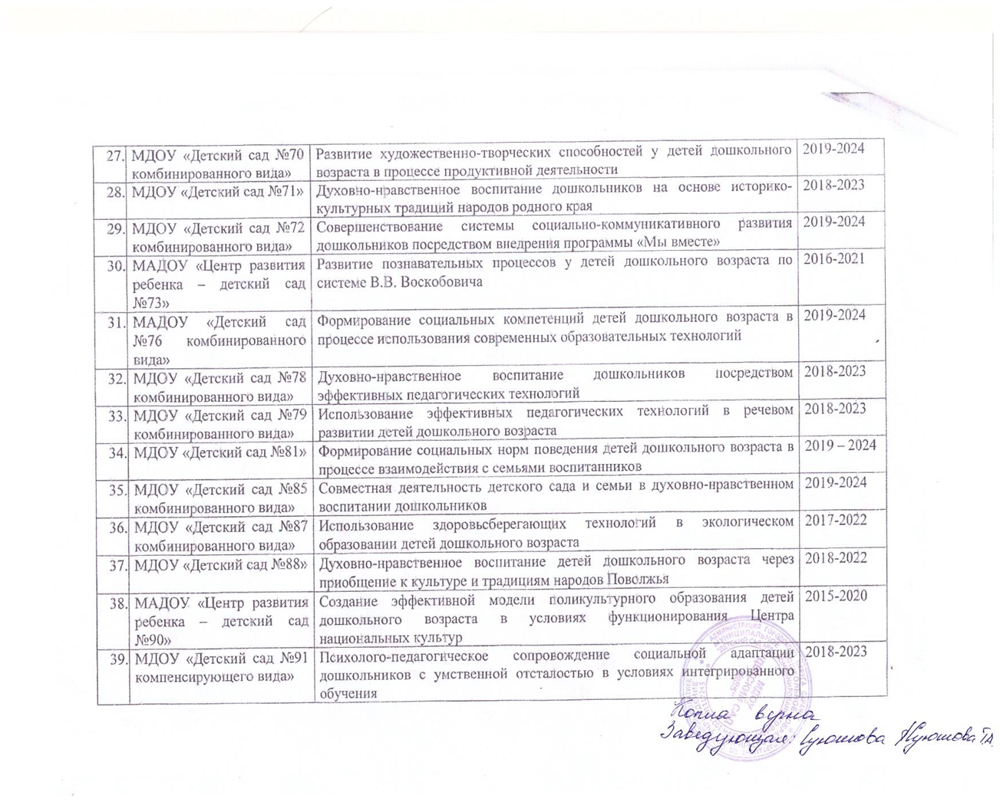 27. МДОУ «Детский сад №70 Развитие художественно-творческих способностей у детей дошкольного 2019-2024
комбинированного вида» возраста в процессе продуктивной деятельности
28. МДОУ «Детский сад №71» Духовно-нравственное воспитание дошкольников на основе историко- 2018-2023
культурных традиций народов родного края
29. МДОУ «Детский сад №72 Совершенствование системы социально-коммуникативного развития 2019-2024
комбинированного вида» дошкольников посредством внедрения программы «Мы вместе»
30. МАДОУ «Центр развития Развитие познавательных процессов у детей дошкольного возраста по 2016-2021
ребенка – детский сад системе В.В. Воскобовича
№73»
31. МАДОУ «Детский сад Формирование социальных компетенций детей дошкольного возраста в 2019-2024
№76 комбинированного процессе использования современных образовательных технологий
вида»
32. МДОУ «Детский сад №78 Духовно-нравственное воспитание дошкольников посредством 2018-2023
комбинированного вида» эффективных педагогических технологий
33. МДОУ «Детский сад №79 Использование эффективных педагогических технологий в речевом 2018-2023
комбинированного вида» развитии детей дошкольного возраста
34. МДОУ «Детский сад №81» Формирование социальных норм поведения детей дошкольного возраста в 2019 – 2024
процессе взаимодействия с семьями воспитанников
35. МДОУ «Детский сад №85 Совместная деятельность детского сада и семьи в духовно-нравственном 2019-2024
комбинированного вида» воспитании дошкольников
36. МДОУ «Детский сад №87 Использование здоровьсберегающих технологий в экологическом 2017-2022
комбинированного вида» образовании детей дошкольного возраста
37. МДОУ «Детский сад №88» Духовно-нравственное воспитание детей дошкольного возраста через 2018-2022
приобщение к культуре и традициям народов Поволжья
38. МАДОУ «Центр развития Создание эффективной модели поликультурного образования детей 2015-2020
ребенка – детский сад дошкольного возраста в условиях функционирования Центра
№90» национальных культур
39. МДОУ «Детский сад №91 Психолого-педагогическое сопровождение социальной адаптации 2018-2023
компенсирующего вида» дошкольников с умственной отсталостью в условиях интегрированного
обучения
МДОУ
Копия верна
Заведующая: